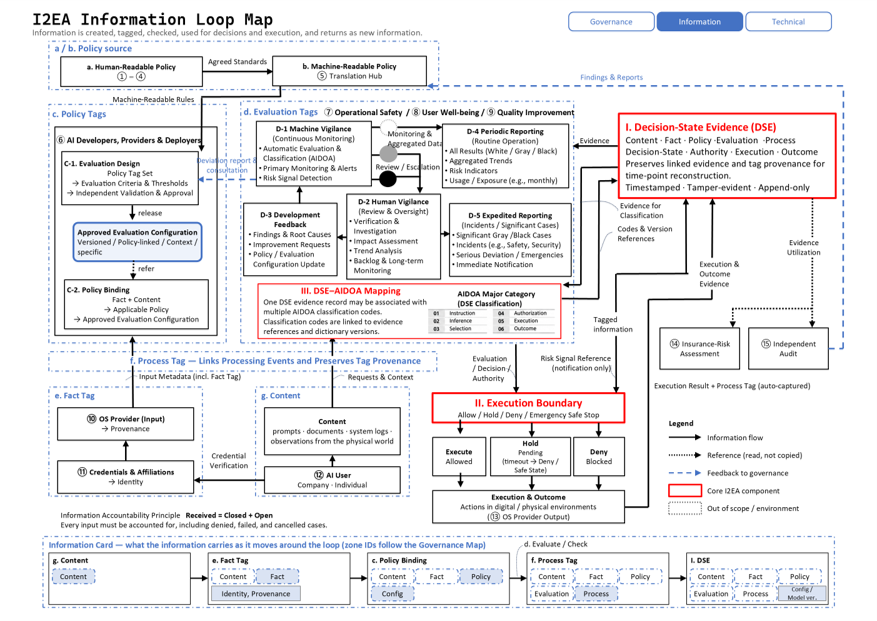 I2EA Information Loop Map
Information is created, tagged, checked, used for decisions and execution, and returns as new information.
Governance
Information
Technical
a / b. Policy source
a. Human-Readable Policy
① – ④
Agreed Standards
b. Machine-Readable Policy
⑤ Translation Hub
Findings & Reports
Machine-Readable Rules
c. Policy Tags
⑥ AI Developers, Providers & Deployers
C-1. Evaluation Design
Policy Tag Set
→ Evaluation Criteria & Thresholds
→ Independent Validation & Approval
release
Approved Evaluation Configuration
Versioned / Policy-linked / Context /
specific
refer
C-2. Policy Binding
Fact + Content
→ Applicable Policy
→ Approved Evaluation Configuration
Deviation report &
consultation
d. Evaluation Tags ⑦ Operational Safety / ⑧ User Well-being / ⑨ Quality Improvement
D-1 Machine Vigilance
(Continuous Monitoring)
• Automatic Evaluation &
Classification (AIDOA)
• Primary Monitoring & Alerts
• Risk Signal Detection
Monitoring &
Aggregated Data
Review / Escalation
D-4 Periodic Reporting
(Routine Operation)
• All Results (White / Gray / Black)
• Aggregated Trends
• Risk Indicators
• Usage / Exposure (e.g., monthly)
D-3 Development
Feedback
• Findings & Root Causes
• Improvement Requests
• Policy / Evaluation
Configuration Update
D-2 Human Vigilance
(Review & Oversight)
• Verification &
Investigation
• Impact Assessment
• Trend Analysis
• Backlog & Long-term
Monitoring
D-5 Expedited Reporting
(Incidents / Significant Cases)
• Significant Gray /Black Cases
• Incidents (e.g., Safety, Security)
• Serious Deviation / Emergencies
• Immediate Notification
III. DSE–AIDOA Mapping
One DSE evidence record may be associated with
multiple AIDOA classification codes.
Classification codes are linked to evidence
references and dictionary versions.
AIDOA Major Category
(DSE Classification)
01 Instruction 04 Authorization
02 Inference 05 Execution
03 Selection 06 Outcome
Evidence
I. Decision-State Evidence (DSE)
Content · Fact · Policy ·Evaluation ·Process
Decision-State · Authority · Execution · Outcome
Preserves linked evidence and tag provenance for
time-point reconstruction.
Timestamped · Tamper-evident · Append-only
Evidence for
Classification
Codes & Version
References
Evidence
Utilization
Execution &
Outcome
Evidence
Tagged
information
⑭ Insurance-Risk
Assessment
⑮ Independent
Audit
f. Process Tag — Links Processing Events and Preserves Tag Provenance
Input Metadata (incl. Fact Tag)
Requests & Context
Evaluation
/ Decision /
Authority
Risk Signal Reference
(notification only)
Execution Result + Process Tag (auto-captured)
e. Fact Tag
⑩ OS Provider (Input)
→ Provenance
⑪ Credentials & Affiliations
→ Identity
Credential
Verification
g. Content
Content
prompts · documents · system logs ·
observations from the physical world
⑫ AI User
Company · Individual
II. Execution Boundary
Allow / Hold / Deny / Emergency Safe Stop
Execute
Allowed
Hold
Pending
(timeout → Deny /
Safe State)
Deny
Blocked
Execution & Outcome
Actions in digital / physical environments
(⑬ OS Provider Output)
Legend
Information flow
Reference (read, not copied)
Feedback to governance
Core I2EA component
Out of scope / environment
Information Accountability Principle Received = Closed + Open
Every input must be accounted for, including denied, failed, and cancelled cases.
Information Card — what the information carries as it moves around the loop (zone IDs follow the Governance Map)
d. Evaluate / Check
g. Content
Content
e. Fact Tag
Content Fact
Identity, Provenance
c. Policy Binding
Content Fact Policy
Config
f. Process Tag
Content Fact Policy
Evaluation Process
I. DSE
Content Fact Policy
Evaluation Process Config /
Model ver.